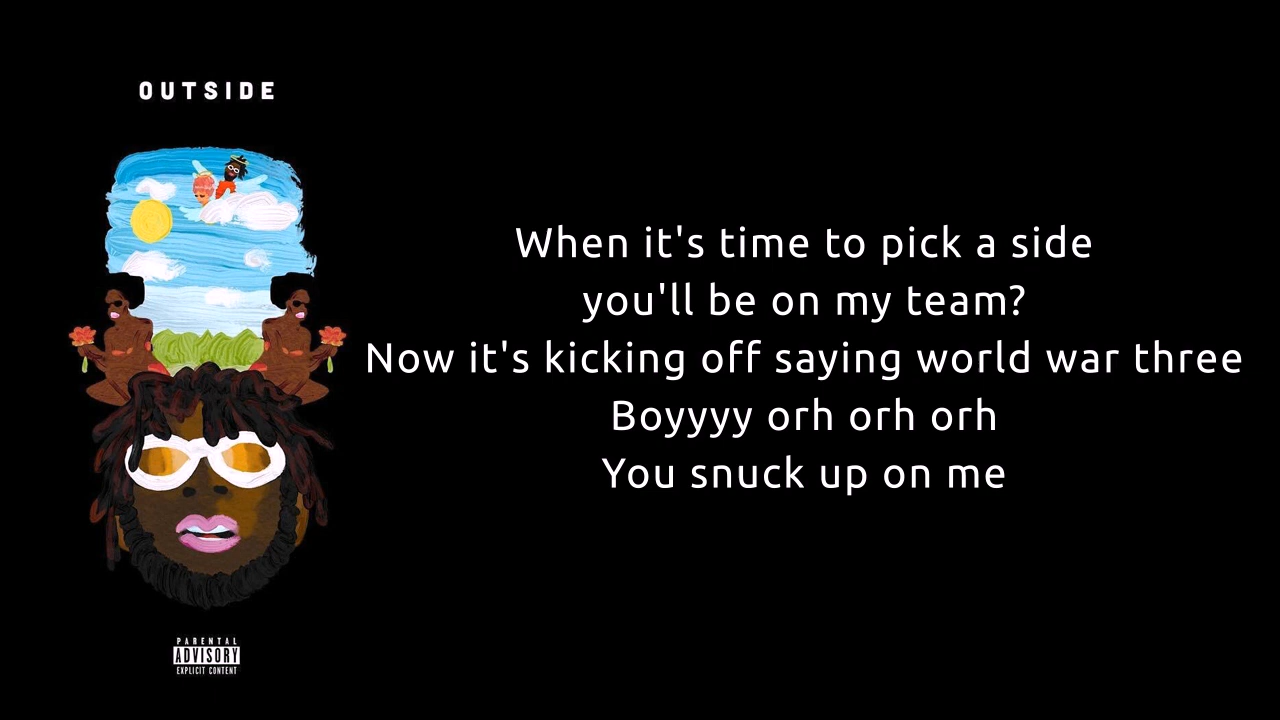 OUTSIDE
When it's time to pick a side
you'll be on my team?
Now it's kicking off saying world war three
Boyyyy orh orh orh
You snuck up on me
PARENTAL
ADVISORY
EXPLICIT CONTENT